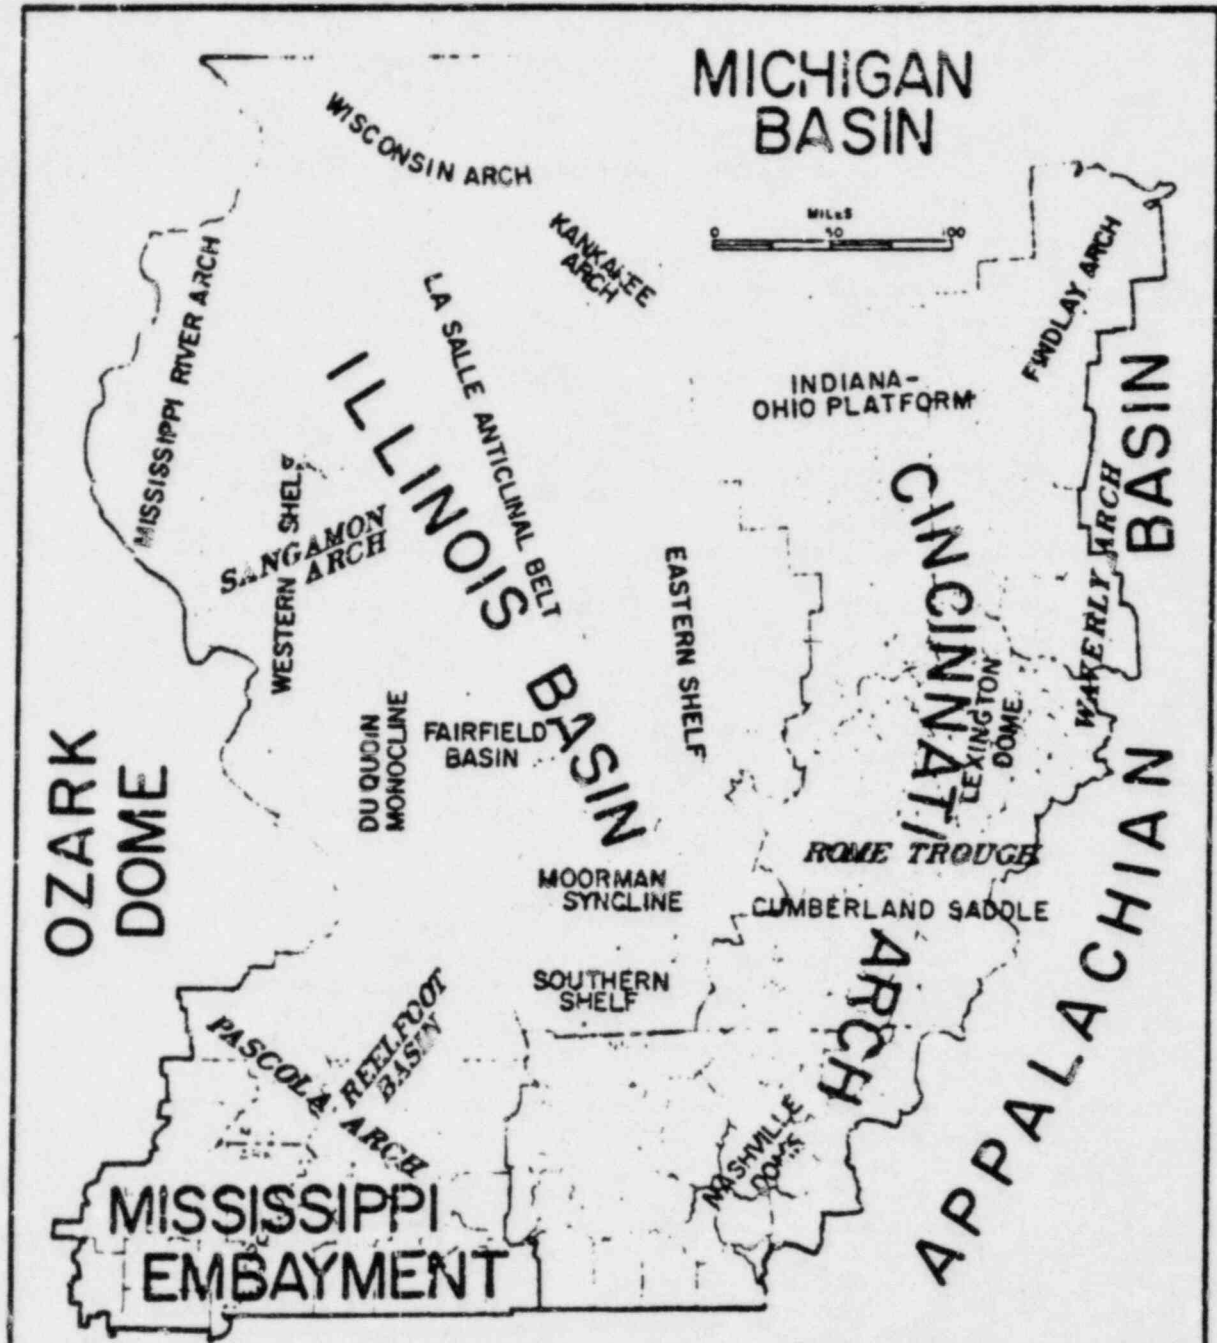 MICHIGAN
BASIN
WISCONSIN ARCH
MILES
0 50 100
KANKAKEE
ARCH
FINDLAY ARCH
MISSISSIPPI RIVER ARCH
LA SALLE ANTICLINAL BELT
INDIANA-
OHIO PLATFORM
ILLINOIS BASIN
WESTERN SHELF
SANGAMON
ARCH
EASTERN SHELF
CINCINNATI ARCH
WAVERLY ARCH
APPALACHIAN BASIN
LEXINGTON
DOME
OZARK
DOME
DU QUOIN
MONOCLINE
FAIRFIELD
BASIN
ROME TROUGH
MOORMAN
SYNCLINE
CUMBERLAND SADDLE
SOUTHERN
SHELF
PASCOLA ARCH
REELFOOT
BASIN
NASHVILLE
DOME
MISSISSIPPI
EMBAYMENT